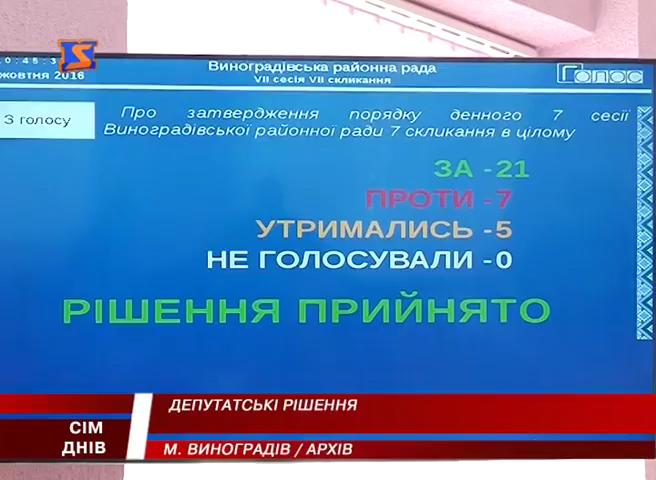 жовтня 2016
Виноградівська районна рада
VII сесія VII скликання
Голос
З голосу
Про затвердження порядку денного 7 сесії
Виноградівської районної ради 7 скликання в цілому
ЗА -21
ПРОТИ -7
УТРИМАЛИСЬ -5
НЕ ГОЛОСУВАЛИ -0
РІШЕННЯ ПРИЙНЯТО
ДЕПУТАТСЬКІ РІШЕННЯ
СІМ
ДНІВ
М. ВИНОГРАДІВ / АРХІВ